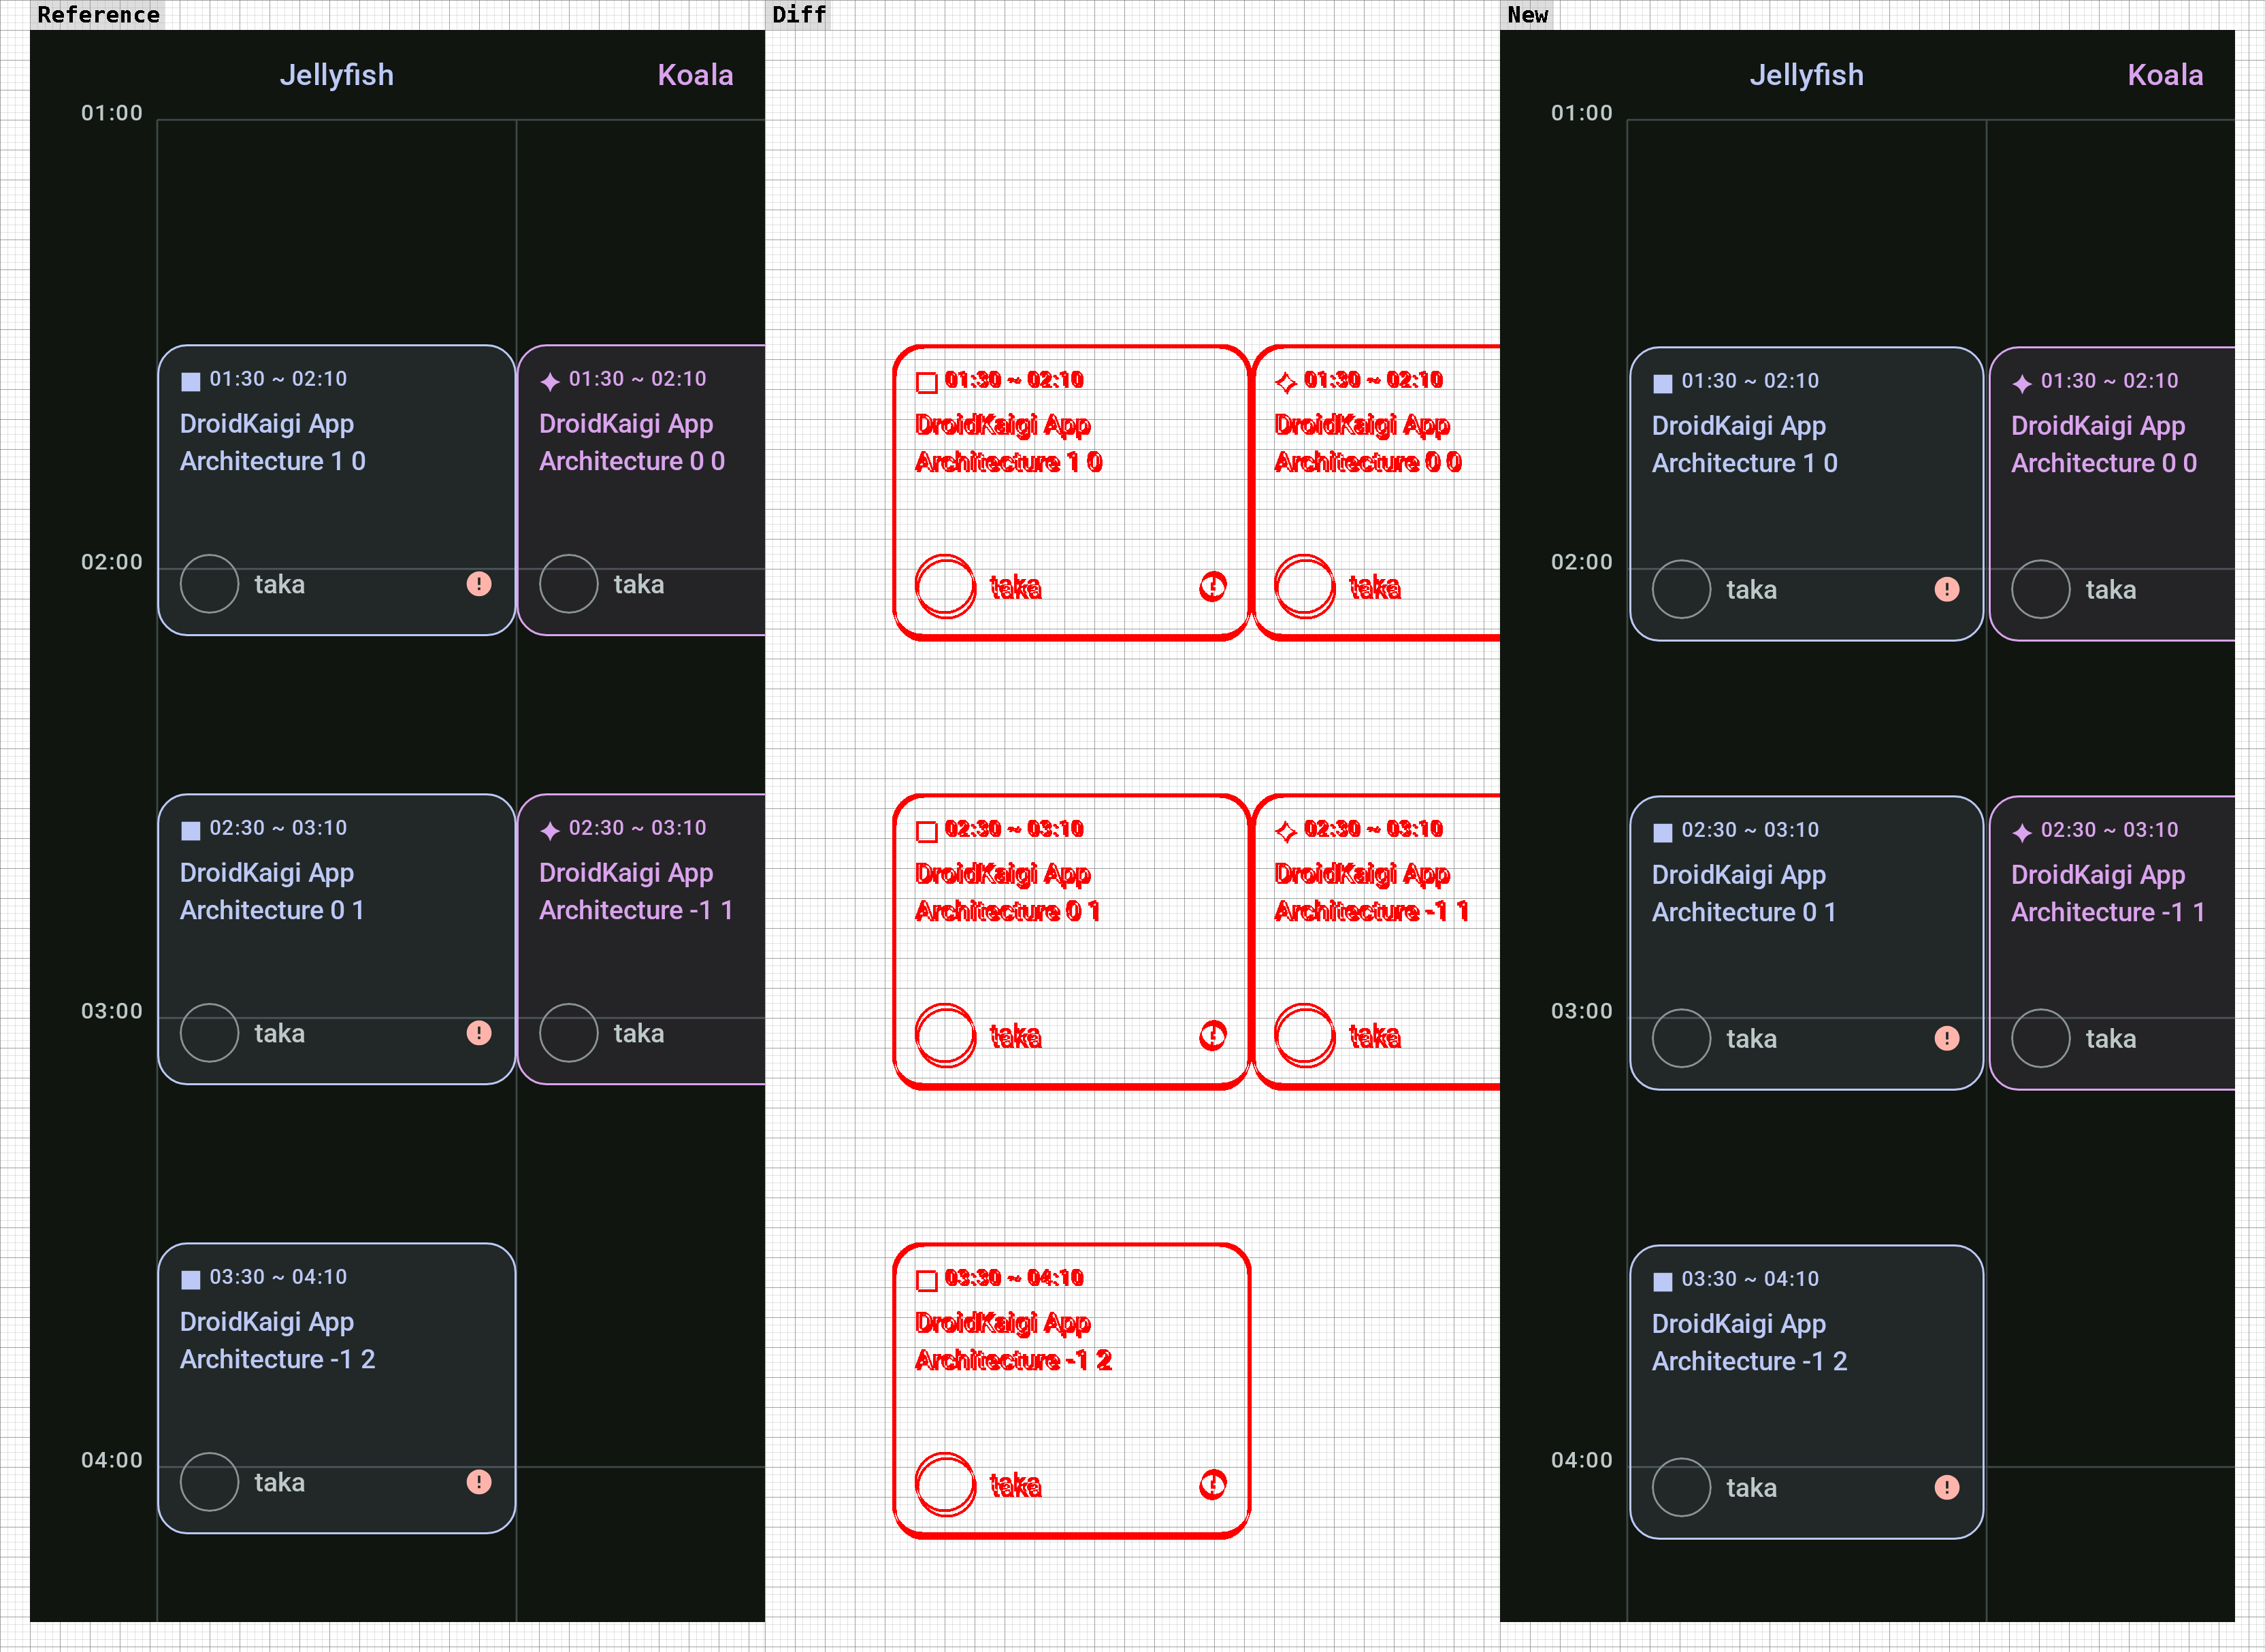 Reference
Jellyfish
Koala
01:00
01:30 ~ 02:10
DroidKaigi App
Architecture 1 0
01:30 ~ 02:10
DroidKaigi App
Architecture 0 0
02:00
taka
!
taka
02:30 ~ 03:10
DroidKaigi App
Architecture 0 1
02:30 ~ 03:10
DroidKaigi App
Architecture -1 1
03:00
taka
!
taka
03:30 ~ 04:10
DroidKaigi App
Architecture -1 2
04:00
taka
!
Diff
01:30 ~ 02:10
DroidKaigi App
Architecture 1 0
01:30 ~ 02:10
DroidKaigi App
Architecture 0 0
taka
!
taka
02:30 ~ 03:10
DroidKaigi App
Architecture 0 1
02:30 ~ 03:10
DroidKaigi App
Architecture -1 1
taka
!
taka
03:30 ~ 04:10
DroidKaigi App
Architecture -1 2
taka
!
New
Jellyfish
Koala
01:00
01:30 ~ 02:10
DroidKaigi App
Architecture 1 0
01:30 ~ 02:10
DroidKaigi App
Architecture 0 0
02:00
taka
!
taka
02:30 ~ 03:10
DroidKaigi App
Architecture 0 1
02:30 ~ 03:10
DroidKaigi App
Architecture -1 1
03:00
taka
!
taka
03:30 ~ 04:10
DroidKaigi App
Architecture -1 2
04:00
taka
!